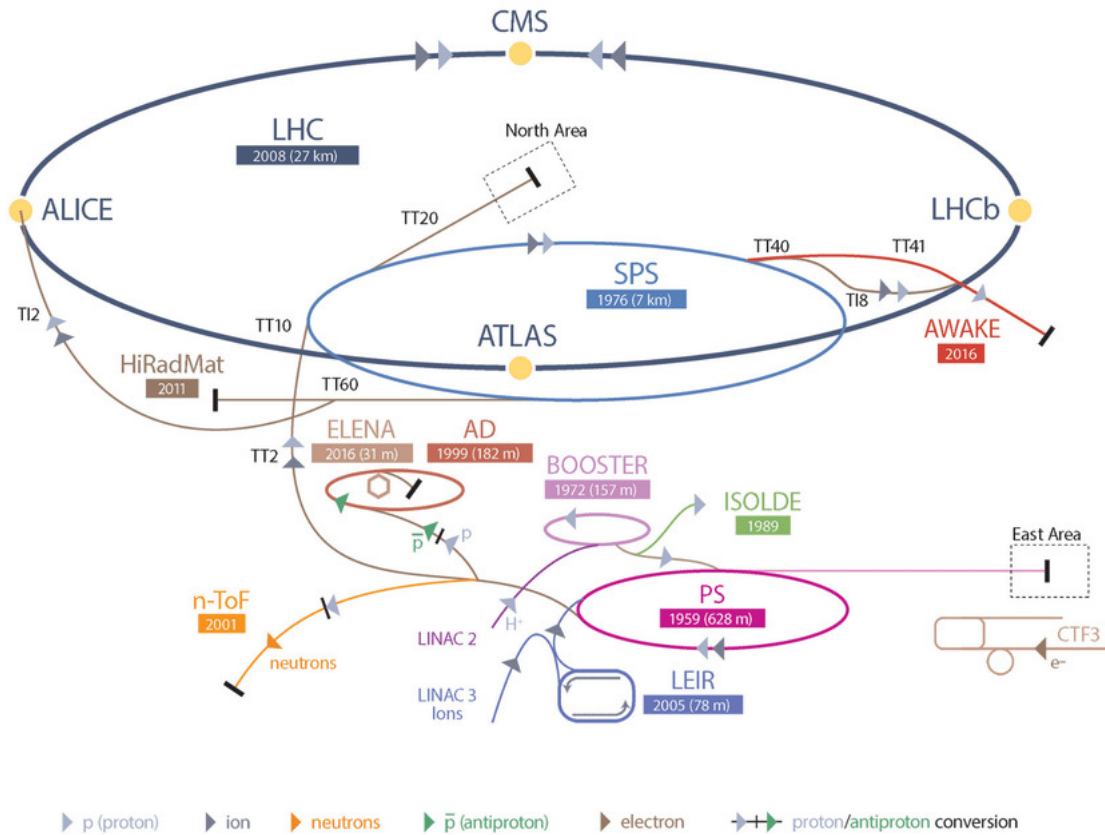 CMS
LHC
2008 (27 km)
North Area
ALICE
TT20
LHCb
TT40
TT41
SPS
1976 (7 km)
TI2
TT10
TI8
ATLAS
AWAKE
2016
HiRadMat
2011
TT60
ELENA
2016 (31 m)
AD
1999 (182 m)
TT2
BOOSTER
1972 (157 m)
ISOLDE
1989
p̅
p
East Area
n-ToF
2001
PS
1959 (628 m)
LINAC 2
H⁺
neutrons
CTF3
e-
LINAC 3
Ions
LEIR
2005 (78 m)
p (proton)
ion
neutrons
p̅ (antiproton)
electron
proton/antiproton conversion